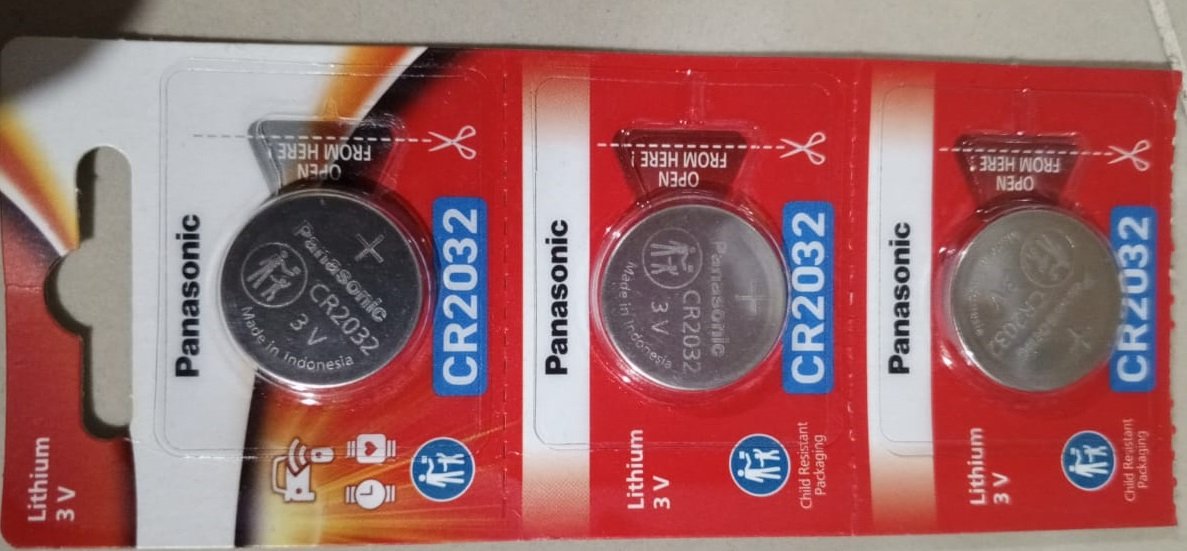 Panasonic
Lithium
3 V
OPEN
FROM HERE !
Panasonic
CR2032
3 V
Made in Indonesia
CR2032
Panasonic
Lithium
3 V
OPEN
FROM HERE !
Panasonic
CR2032
3 V
Made in Indonesia
CR2032
Child Resistant
Packaging
Panasonic
Lithium
3 V
OPEN
FROM HERE !
CR2032
CR2032
Child Resistant
Packaging